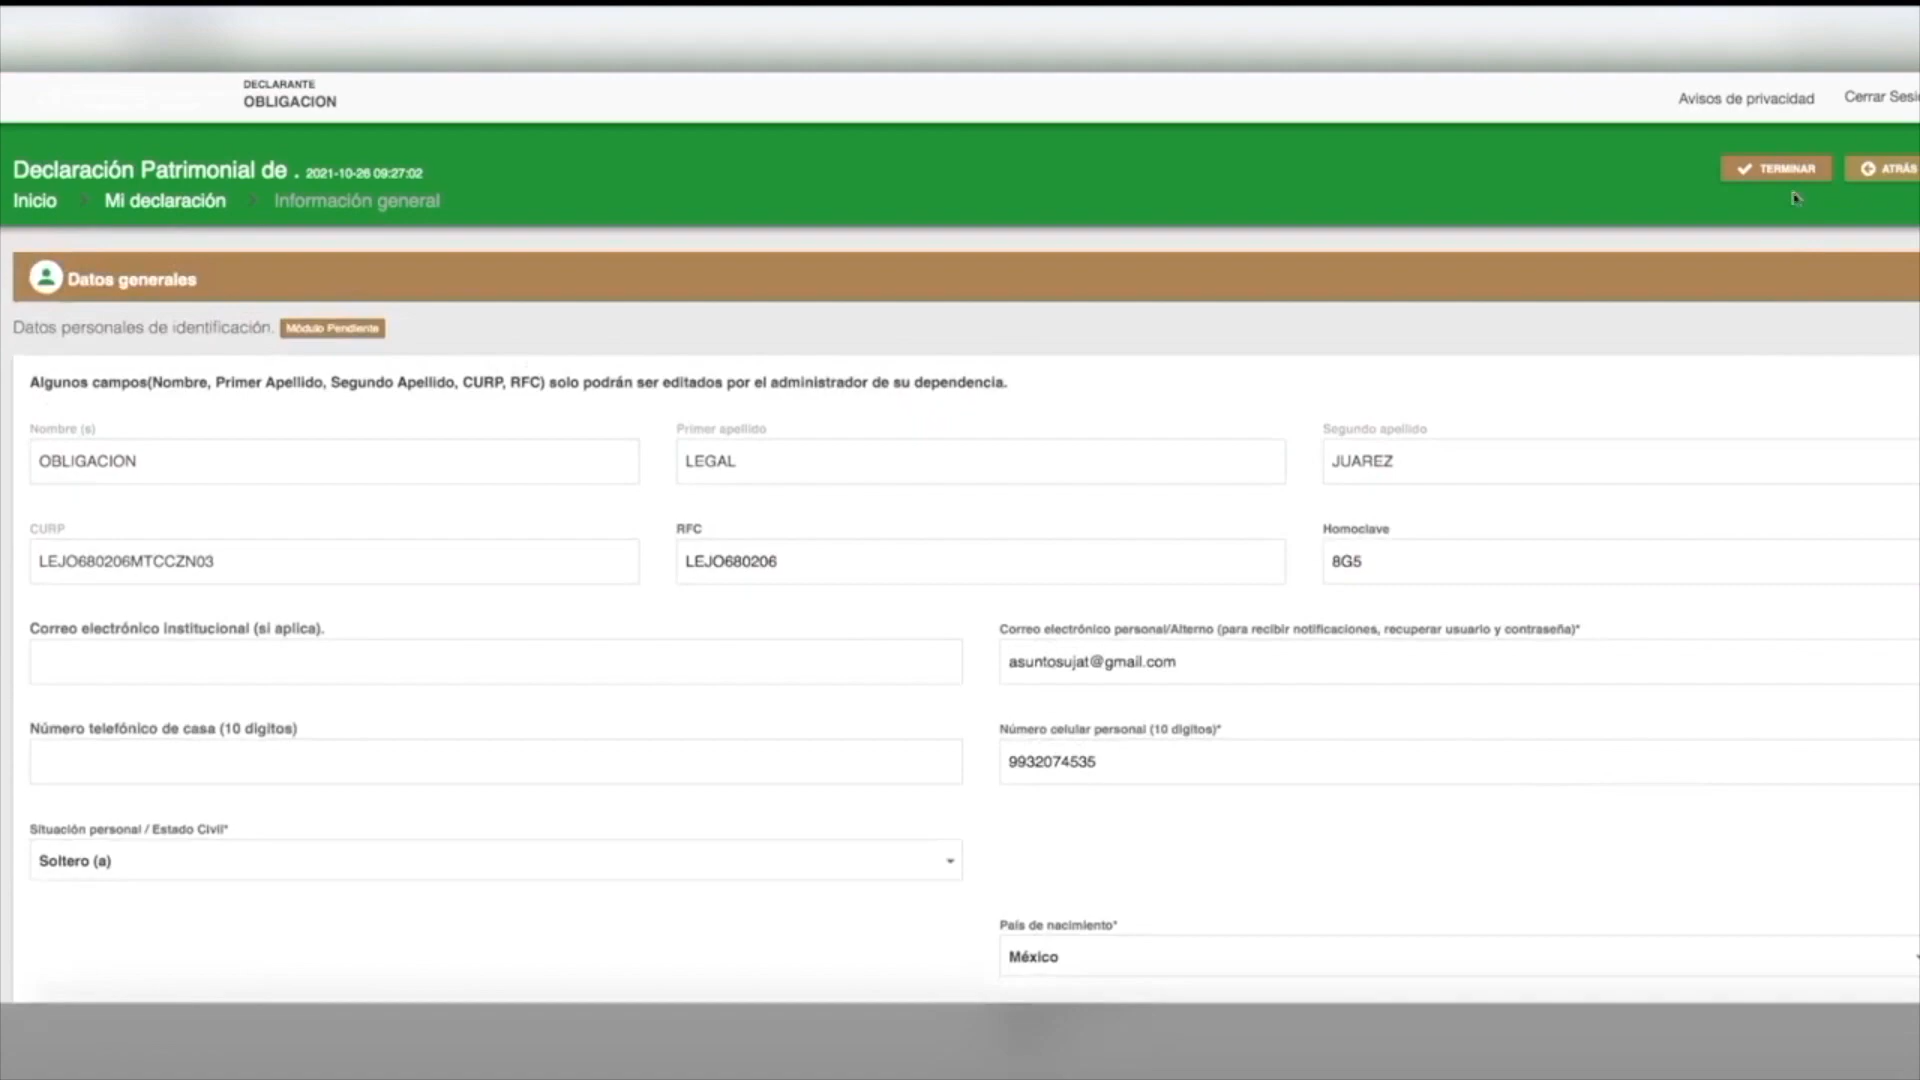 DECLARANTE
OBLIGACION
Avisos de privacidad
Cerrar Sesi
Declaración Patrimonial de . 2021-10-26 09:27:02
TERMINAR
ATRÁS
Inicio > Mi declaración > Información general
Datos generales
Datos personales de identificación. Módulo Pendiente
Algunos campos(Nombre, Primer Apellido, Segundo Apellido, CURP, RFC) solo podrán ser editados por el administrador de su dependencia.
Nombre (s)
Primer apellido
Segundo apellido
OBLIGACION
LEGAL
JUAREZ
CURP
RFC
Homoclave
LEJO680206MTCCZN03
LEJO680206
8G5
Correo electrónico institucional (si aplica).
Correo electrónico personal/Alterno (para recibir notificaciones, recuperar usuario y contraseña)*
asuntosujat@gmail.com
Número telefónico de casa (10 digitos)
Número celular personal (10 digitos)*
9932074535
Situación personal / Estado Civil*
Soltero (a)
País de nacimiento*
México